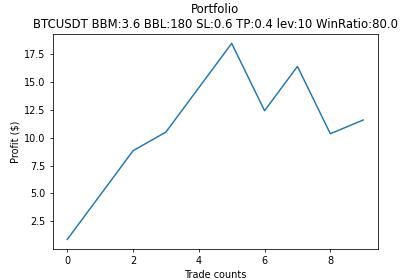 Portfolio
BTCUSDT BBM:3.6 BBL:180 SL:0.6 TP:0.4 lev:10 WinRatio:80.0
17.5
15.0
12.5
10.0
7.5
5.0
2.5
Profit ($)
0 2 4 6 8
Trade counts